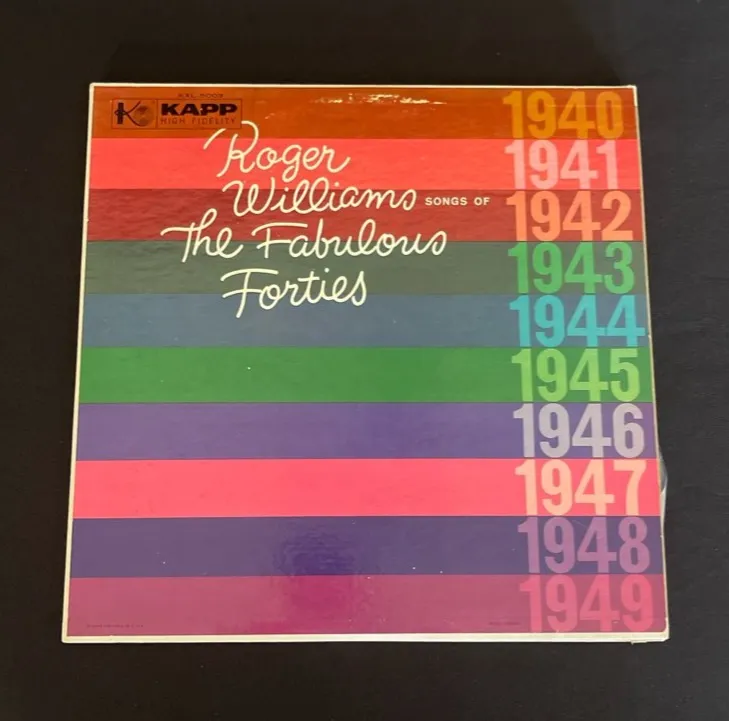 KXL-5003
KAPP
HIGH FIDELITY
Roger
Williams SONGS OF
The Fabulous
Forties
1940
1941
1942
1943
1944
1945
1946
1947
1948
1949